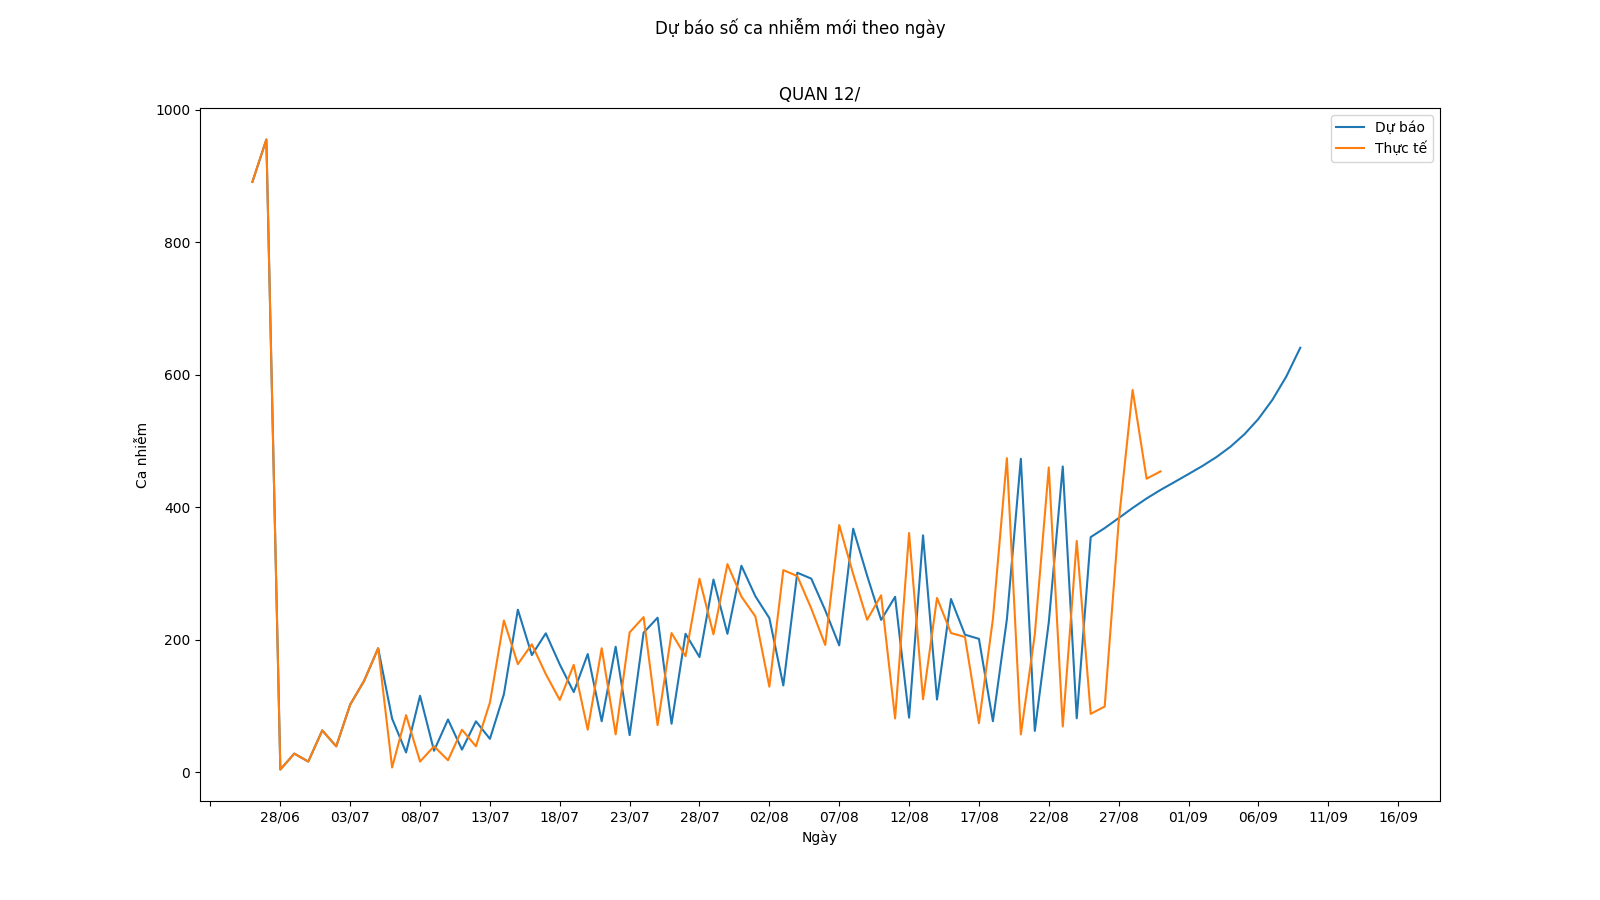 Dự báo số ca nhiễm mới theo ngày
QUAN 12/
Dự báo
Thực tế
1000
800
600
400
200
0
Ca nhiễm
28/06 03/07 08/07 13/07 18/07 23/07 28/07 02/08 07/08 12/08 17/08 22/08 27/08 01/09 06/09 11/09 16/09
Ngày